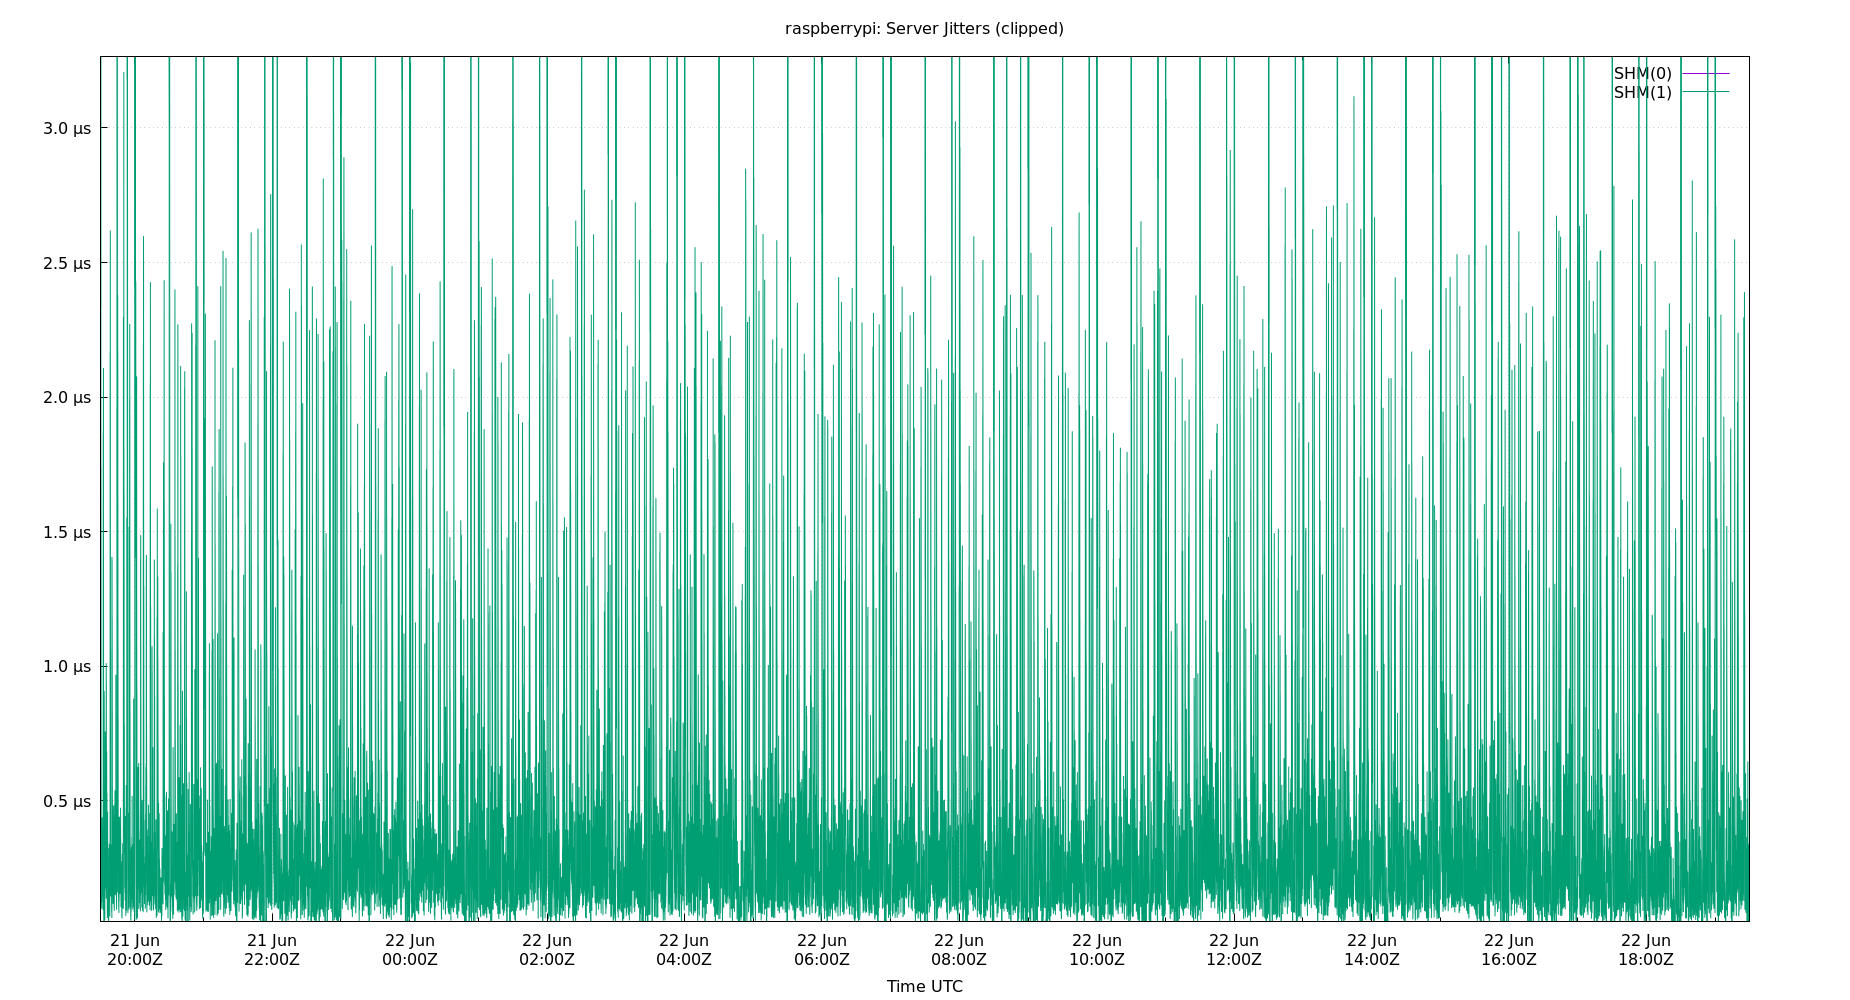 raspberrypi: Server Jitters (clipped)
SHM(0)
SHM(1)
3.0 µs
2.5 µs
2.0 µs
1.5 µs
1.0 µs
0.5 µs
21 Jun 21 Jun 22 Jun 22 Jun 22 Jun 22 Jun 22 Jun 22 Jun 22 Jun 22 Jun 22 Jun 22 Jun
20:00Z 22:00Z 00:00Z 02:00Z 04:00Z 06:00Z 08:00Z 10:00Z 12:00Z 14:00Z 16:00Z 18:00Z
Time UTC